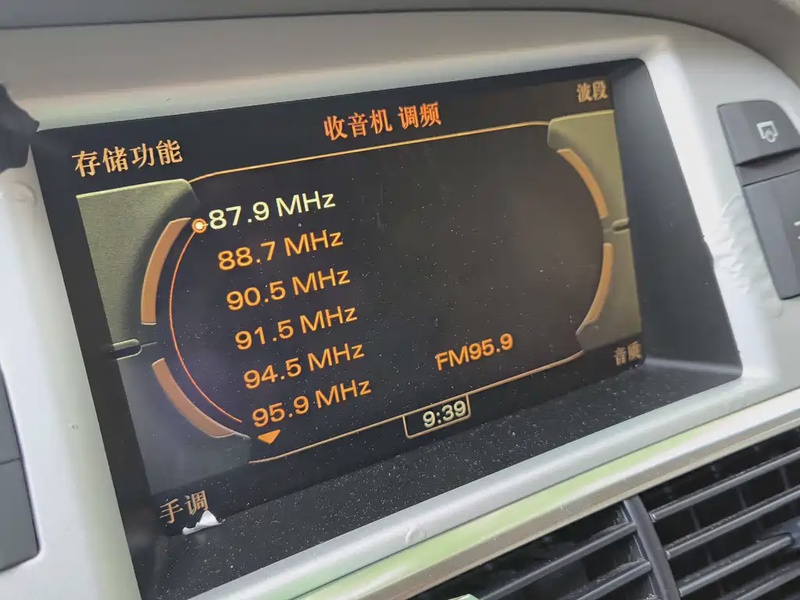 存储功能
收音机 调频
波段
87.9 MHz
88.7 MHz
90.5 MHz
91.5 MHz
94.5 MHz
95.9 MHz
FM95.9
9:39
手调
音质